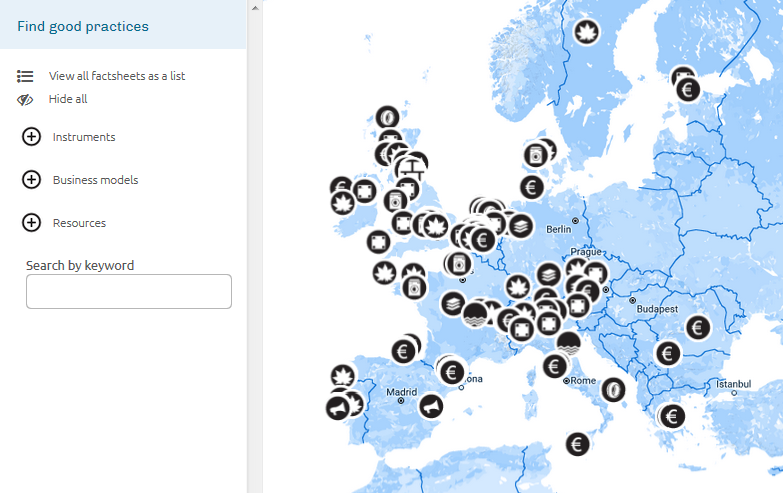 Find good practices
View all factsheets as a list
Hide all
Instruments
Business models
Resources
Search by keyword
Berlin
Prague
Budapest
Rome
Istanbul
Madrid
ona